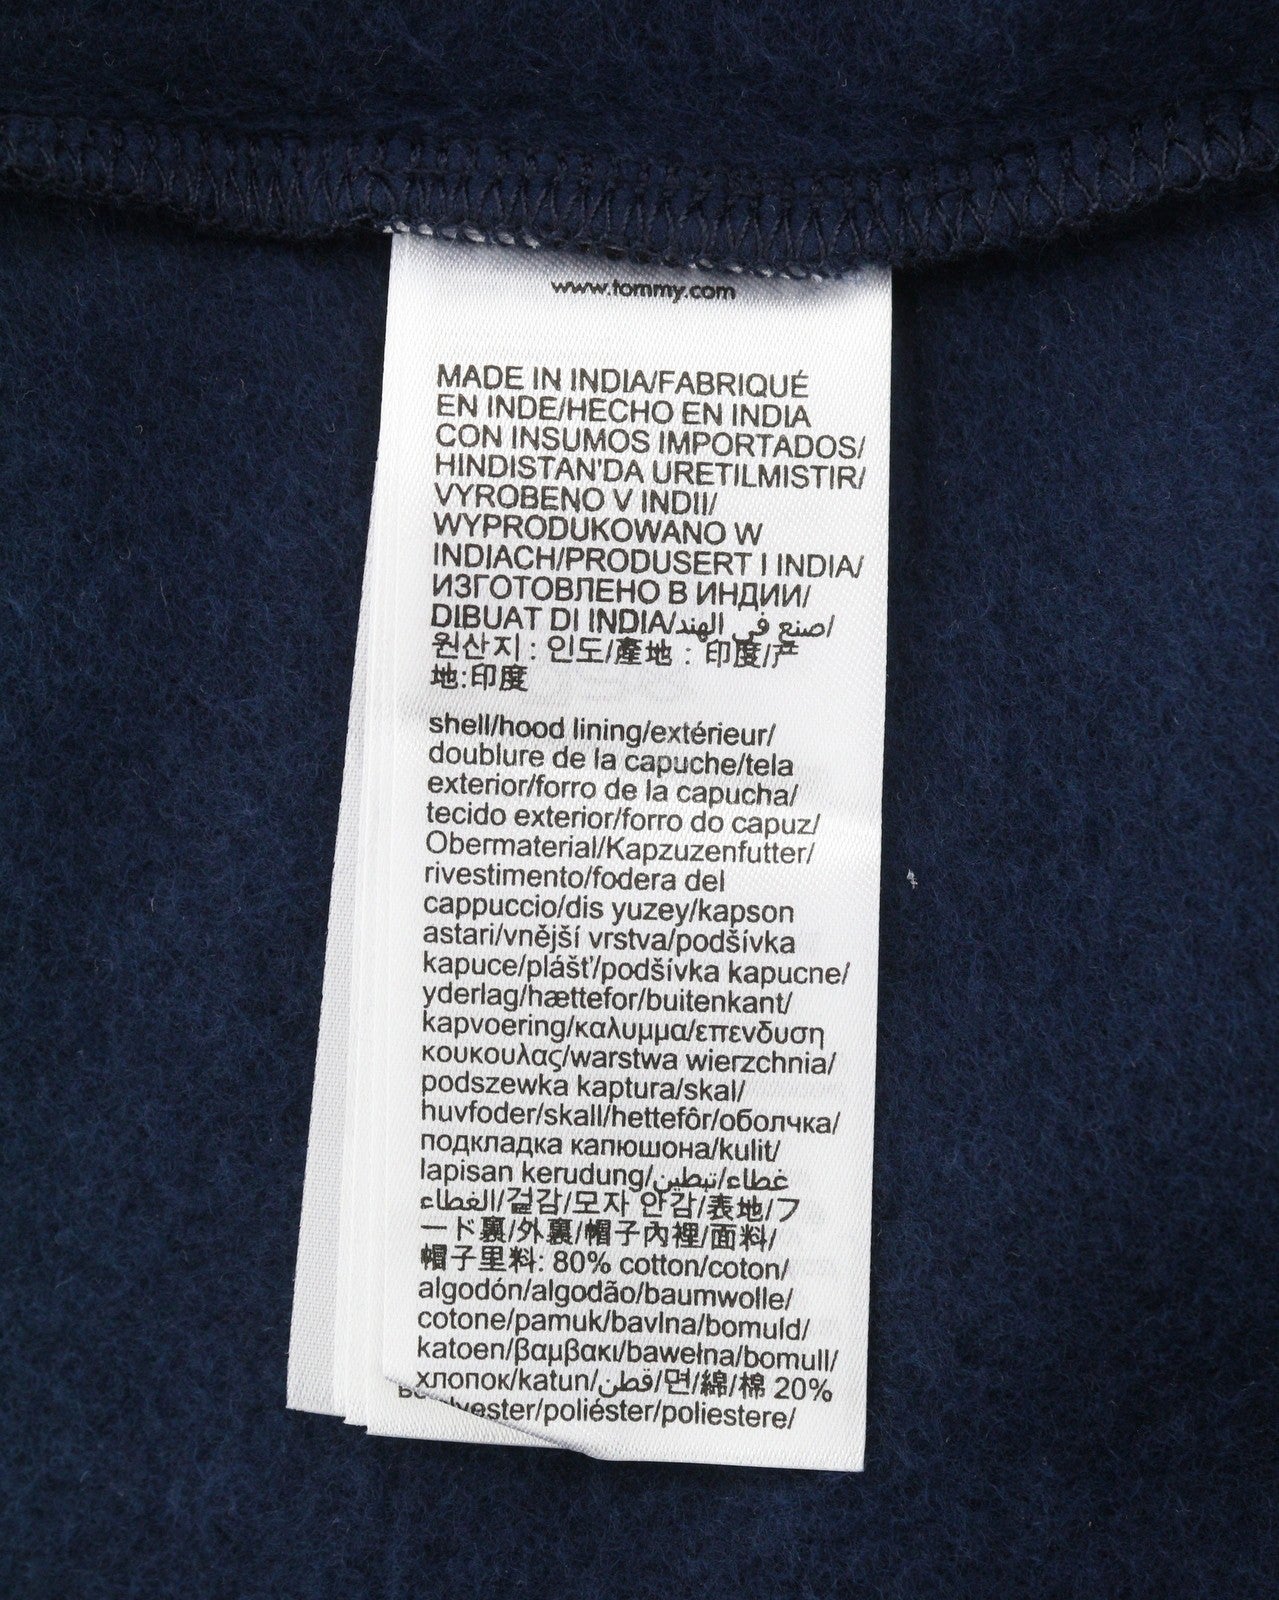 www.tommy.com
MADE IN INDIA/FABRIQUÉ
EN INDE/HECHO EN INDIA
CON INSUMOS IMPORTADOS/
HINDISTAN'DA URETILMISTIR/
VYROBENO V INDII/
WYPRODUKOWANO W
INDIACH/PRODUSERT I INDIA/
ИЗГОТОВЛЕНО В ИНДИИ/
DIBUAT DI INDIA/صنع في الهند/
원산지 : 인도/產地 : 印度/产
地:印度
shell/hood lining/extérieur/
doublure de la capuche/tela
exterior/forro de la capucha/
tecido exterior/forro do capuz/
Obermaterial/Kapzuzenfutter/
rivestimento/fodera del
cappuccio/dis yuzey/kapson
astari/vnější vrstva/podšívka
kapuce/plášť/podšívka kapucne/
yderlag/hættefor/buitenkant/
kapvoering/καλυμμα/επενδυση
κουκουλας/warstwa wierzchnia/
podszewka kaptura/skal/
huvfoder/skall/hettefôr/оболчка/
подкладка капюшона/kulit/
lapisan kerudung/غطاء/تبطين
الغطاء/겉감/모자 안감/表地/フ
ード裏/外裏/帽子內裡/面料/
帽子里料: 80% cotton/coton/
algodón/algodão/baumwolle/
cotone/pamuk/bavlna/bomuld/
katoen/βαμβακι/bawełna/bomull/
хлопок/katun/قطن/면/綿/棉 20%
/poliéster/poliestere/